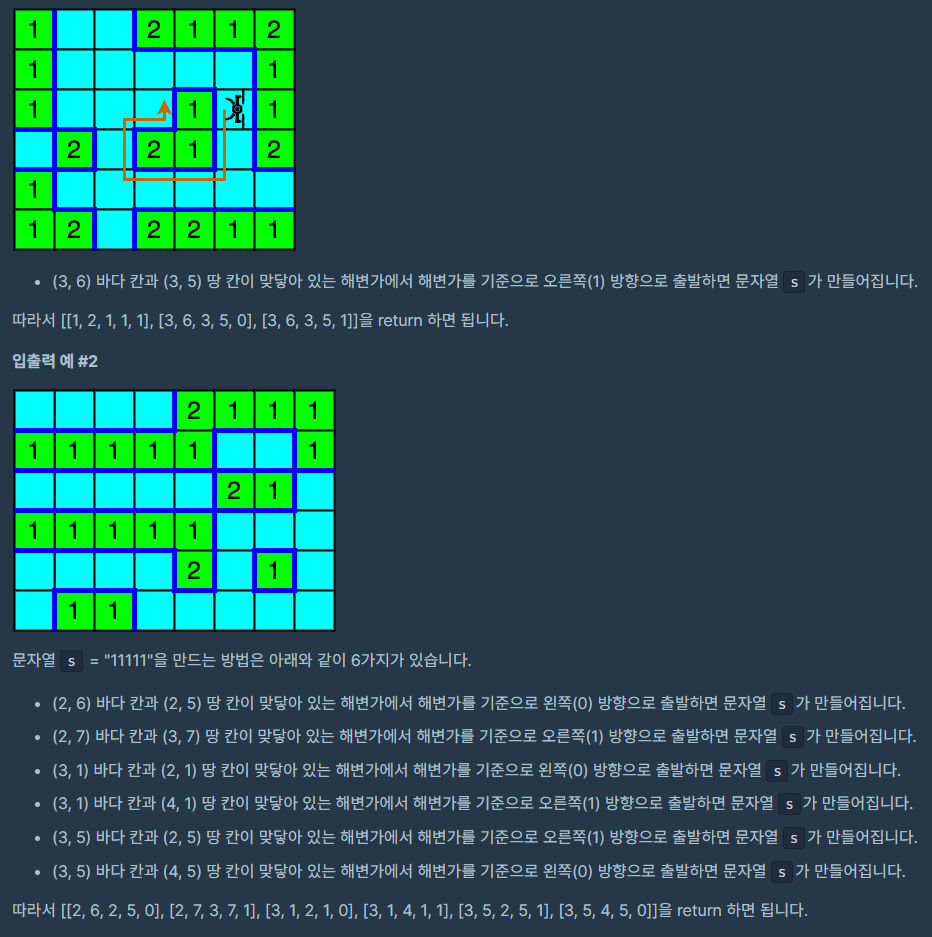 1 2 1 1 2
1 1
1 1 1
2 2 1 2
1
1 2 2 2 1 1
• (3, 6) 바다 칸과 (3, 5) 땅 칸이 맞닿아 있는 해변가에서 해변가를 기준으로 오른쪽(1) 방향으로 출발하면 문자열 s 가 만들어집니다.
따라서 [[1, 2, 1, 1, 1], [3, 6, 3, 5, 0], [3, 6, 3, 5, 1]]을 return 하면 됩니다.
입출력 예 #2
2 1 1 1
1 1 1 1 1 1
2 1
1 1 1 1 1
2 1
1 1
문자열 s = "11111"을 만드는 방법은 아래와 같이 6가지가 있습니다.
• (2, 6) 바다 칸과 (2, 5) 땅 칸이 맞닿아 있는 해변가에서 해변가를 기준으로 왼쪽(0) 방향으로 출발하면 문자열 s 가 만들어집니다.
• (2, 7) 바다 칸과 (3, 7) 땅 칸이 맞닿아 있는 해변가에서 해변가를 기준으로 오른쪽(1) 방향으로 출발하면 문자열 s 가 만들어집니다.
• (3, 1) 바다 칸과 (2, 1) 땅 칸이 맞닿아 있는 해변가에서 해변가를 기준으로 왼쪽(0) 방향으로 출발하면 문자열 s 가 만들어집니다.
• (3, 1) 바다 칸과 (4, 1) 땅 칸이 맞닿아 있는 해변가에서 해변가를 기준으로 오른쪽(1) 방향으로 출발하면 문자열 s 가 만들어집니다.
• (3, 5) 바다 칸과 (2, 5) 땅 칸이 맞닿아 있는 해변가에서 해변가를 기준으로 오른쪽(1) 방향으로 출발하면 문자열 s 가 만들어집니다.
• (3, 5) 바다 칸과 (4, 5) 땅 칸이 맞닿아 있는 해변가에서 해변가를 기준으로 왼쪽(0) 방향으로 출발하면 문자열 s 가 만들어집니다.
따라서 [[2, 6, 2, 5, 0], [2, 7, 3, 7, 1], [3, 1, 2, 1, 0], [3, 1, 4, 1, 1], [3, 5, 2, 5, 1], [3, 5, 4, 5, 0]]을 return 하면 됩니다.